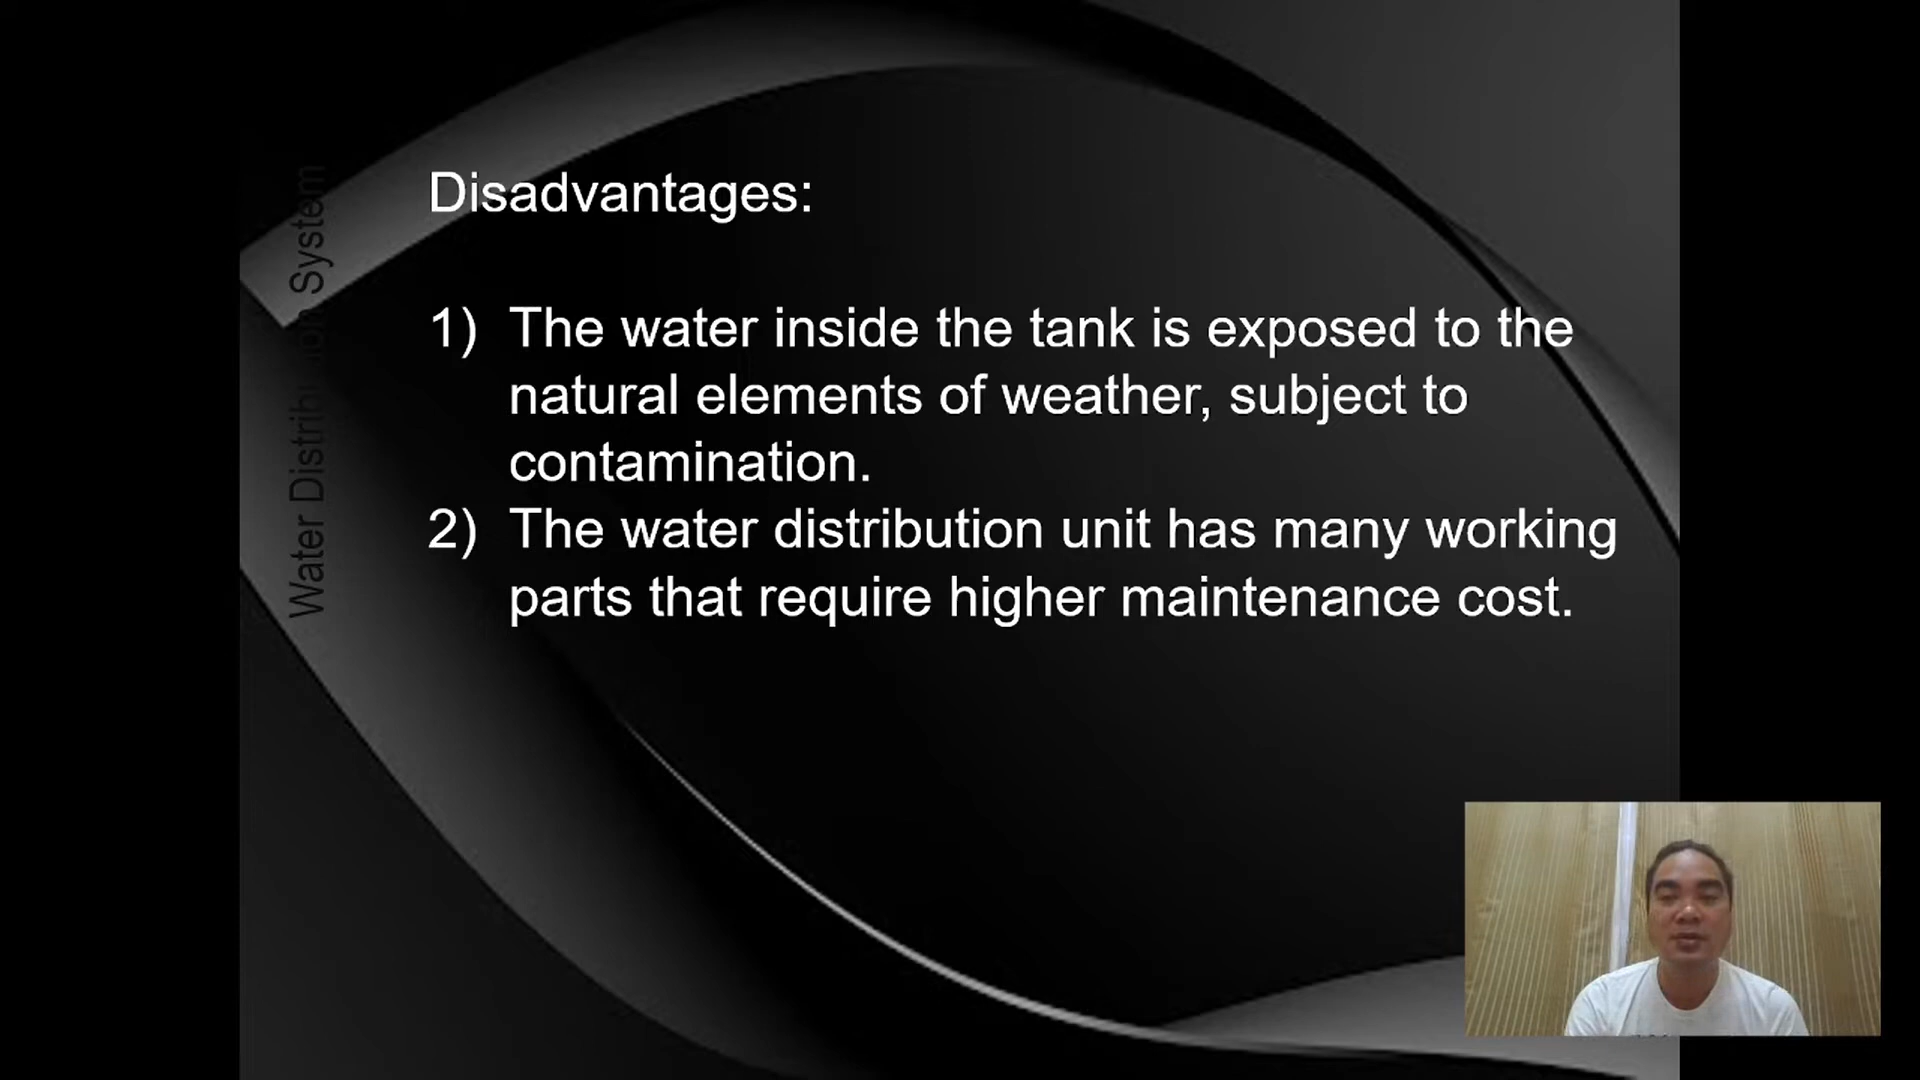 Water Distribution System
Disadvantages:
1) The water inside the tank is exposed to the
natural elements of weather, subject to
contamination.
2) The water distribution unit has many working
parts that require higher maintenance cost.